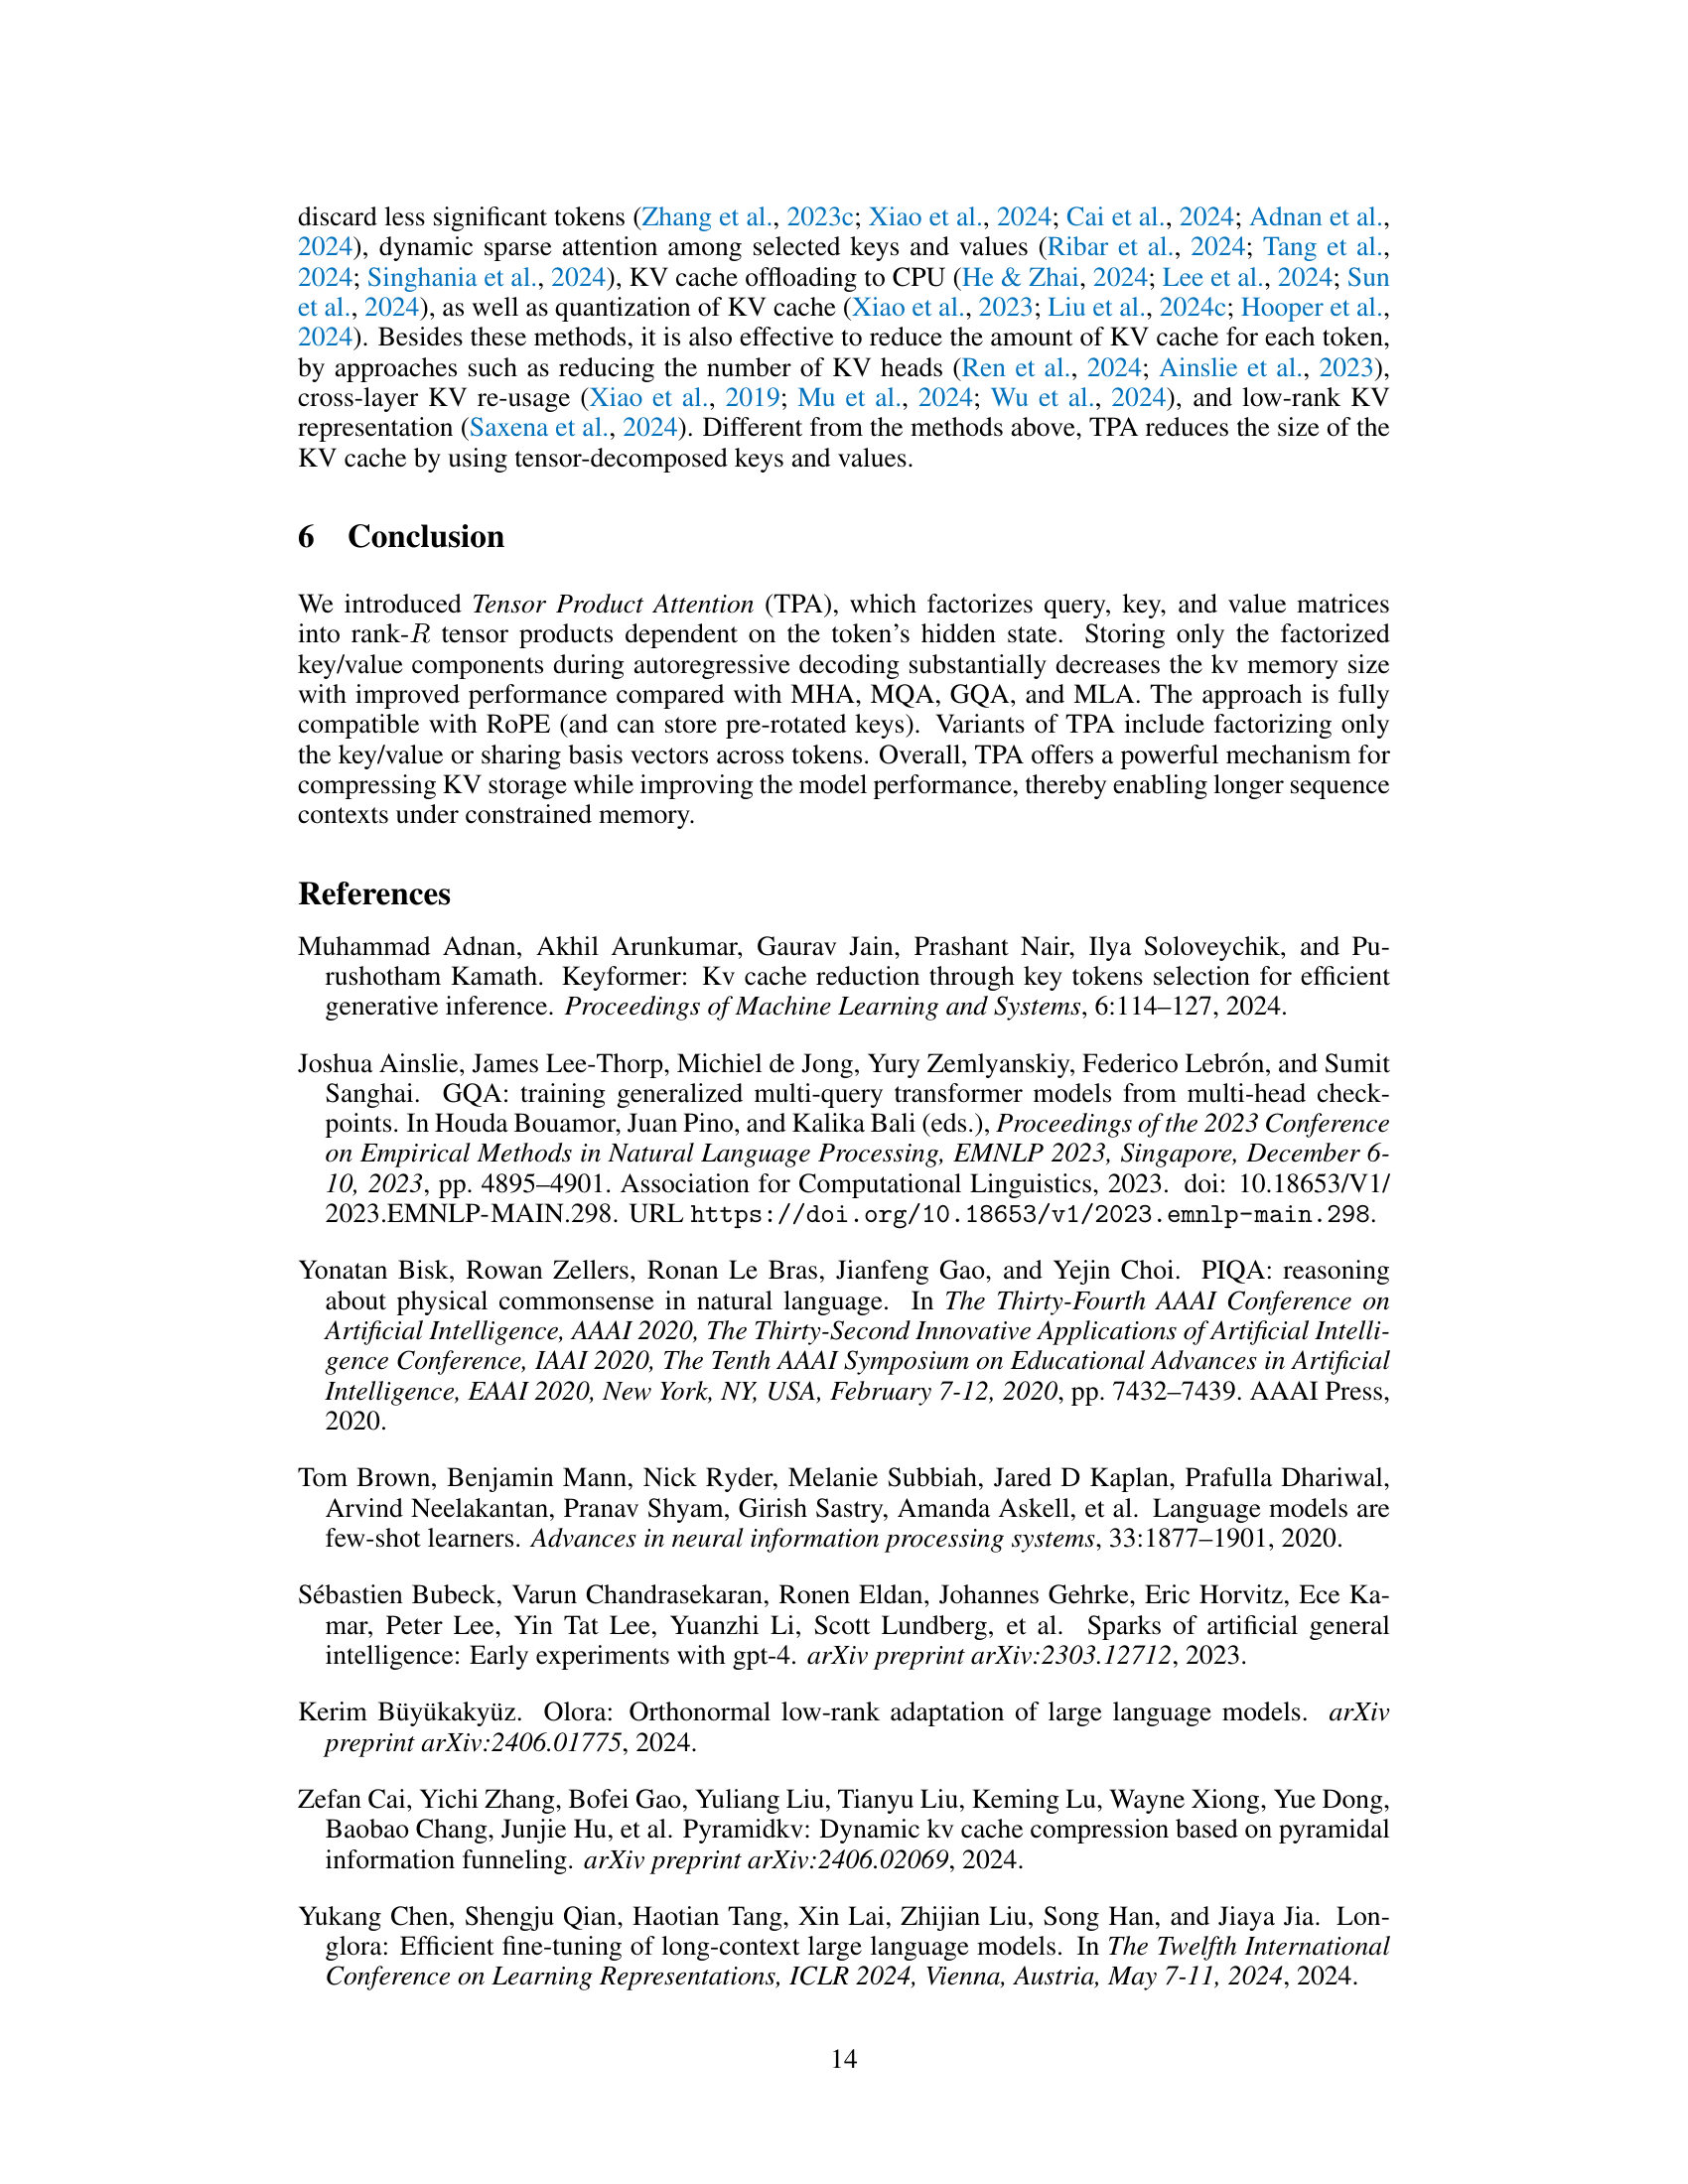 discard less significant tokens (Zhang et al., 2023c; Xiao et al., 2024; Cai et al., 2024; Adnan et al.,
2024), dynamic sparse attention among selected keys and values (Ribar et al., 2024; Tang et al.,
2024; Singhania et al., 2024), KV cache offloading to CPU (He & Zhai, 2024; Lee et al., 2024; Sun
et al., 2024), as well as quantization of KV cache (Xiao et al., 2023; Liu et al., 2024c; Hooper et al.,
2024). Besides these methods, it is also effective to reduce the amount of KV cache for each token,
by approaches such as reducing the number of KV heads (Ren et al., 2024; Ainslie et al., 2023),
cross-layer KV re-usage (Xiao et al., 2019; Mu et al., 2024; Wu et al., 2024), and low-rank KV
representation (Saxena et al., 2024). Different from the methods above, TPA reduces the size of the
KV cache by using tensor-decomposed keys and values.
6 Conclusion
We introduced Tensor Product Attention (TPA), which factorizes query, key, and value matrices
into rank-R tensor products dependent on the token's hidden state. Storing only the factorized
key/value components during autoregressive decoding substantially decreases the kv memory size
with improved performance compared with MHA, MQA, GQA, and MLA. The approach is fully
compatible with RoPE (and can store pre-rotated keys). Variants of TPA include factorizing only
the key/value or sharing basis vectors across tokens. Overall, TPA offers a powerful mechanism for
compressing KV storage while improving the model performance, thereby enabling longer sequence
contexts under constrained memory.
References
Muhammad Adnan, Akhil Arunkumar, Gaurav Jain, Prashant Nair, Ilya Soloveychik, and Pu-
rushotham Kamath. Keyformer: Kv cache reduction through key tokens selection for efficient
generative inference. Proceedings of Machine Learning and Systems, 6:114–127, 2024.
Joshua Ainslie, James Lee-Thorp, Michiel de Jong, Yury Zemlyanskiy, Federico Lebrón, and Sumit
Sanghai. GQA: training generalized multi-query transformer models from multi-head check-
points. In Houda Bouamor, Juan Pino, and Kalika Bali (eds.), Proceedings of the 2023 Conference
on Empirical Methods in Natural Language Processing, EMNLP 2023, Singapore, December 6-
10, 2023, pp. 4895–4901. Association for Computational Linguistics, 2023. doi: 10.18653/V1/
2023.EMNLP-MAIN.298. URL https://doi.org/10.18653/v1/2023.emnlp-main.298.
Yonatan Bisk, Rowan Zellers, Ronan Le Bras, Jianfeng Gao, and Yejin Choi. PIQA: reasoning
about physical commonsense in natural language. In The Thirty-Fourth AAAI Conference on
Artificial Intelligence, AAAI 2020, The Thirty-Second Innovative Applications of Artificial Intelli-
gence Conference, IAAI 2020, The Tenth AAAI Symposium on Educational Advances in Artificial
Intelligence, EAAI 2020, New York, NY, USA, February 7-12, 2020, pp. 7432–7439. AAAI Press,
2020.
Tom Brown, Benjamin Mann, Nick Ryder, Melanie Subbiah, Jared D Kaplan, Prafulla Dhariwal,
Arvind Neelakantan, Pranav Shyam, Girish Sastry, Amanda Askell, et al. Language models are
few-shot learners. Advances in neural information processing systems, 33:1877–1901, 2020.
Sébastien Bubeck, Varun Chandrasekaran, Ronen Eldan, Johannes Gehrke, Eric Horvitz, Ece Ka-
mar, Peter Lee, Yin Tat Lee, Yuanzhi Li, Scott Lundberg, et al. Sparks of artificial general
intelligence: Early experiments with gpt-4. arXiv preprint arXiv:2303.12712, 2023.
Kerim Büyükakyüz. Olora: Orthonormal low-rank adaptation of large language models. arXiv
preprint arXiv:2406.01775, 2024.
Zefan Cai, Yichi Zhang, Bofei Gao, Yuliang Liu, Tianyu Liu, Keming Lu, Wayne Xiong, Yue Dong,
Baobao Chang, Junjie Hu, et al. Pyramidkv: Dynamic kv cache compression based on pyramidal
information funneling. arXiv preprint arXiv:2406.02069, 2024.
Yukang Chen, Shengju Qian, Haotian Tang, Xin Lai, Zhijian Liu, Song Han, and Jiaya Jia. Lon-
glora: Efficient fine-tuning of long-context large language models. In The Twelfth International
Conference on Learning Representations, ICLR 2024, Vienna, Austria, May 7-11, 2024, 2024.
14